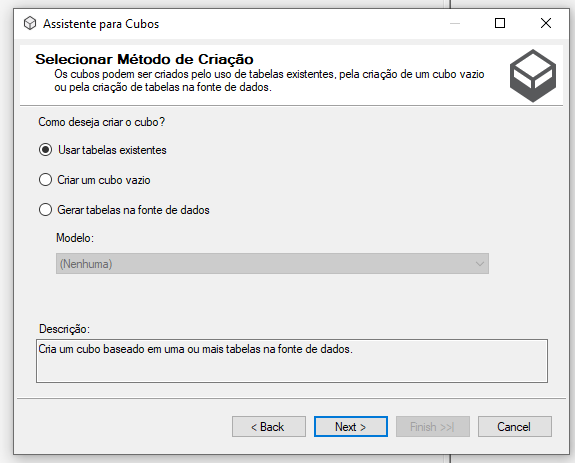 Assistente para Cubos
Selecionar Método de Criação
Os cubos podem ser criados pelo uso de tabelas existentes, pela criação de um cubo vazio
ou pela criação de tabelas na fonte de dados.
Como deseja criar o cubo?
Usar tabelas existentes
Criar um cubo vazio
Gerar tabelas na fonte de dados
Modelo:
(Nenhuma)
Descrição:
Cria um cubo baseado em uma ou mais tabelas na fonte de dados.
< Back
Next >
Finish >>|
Cancel